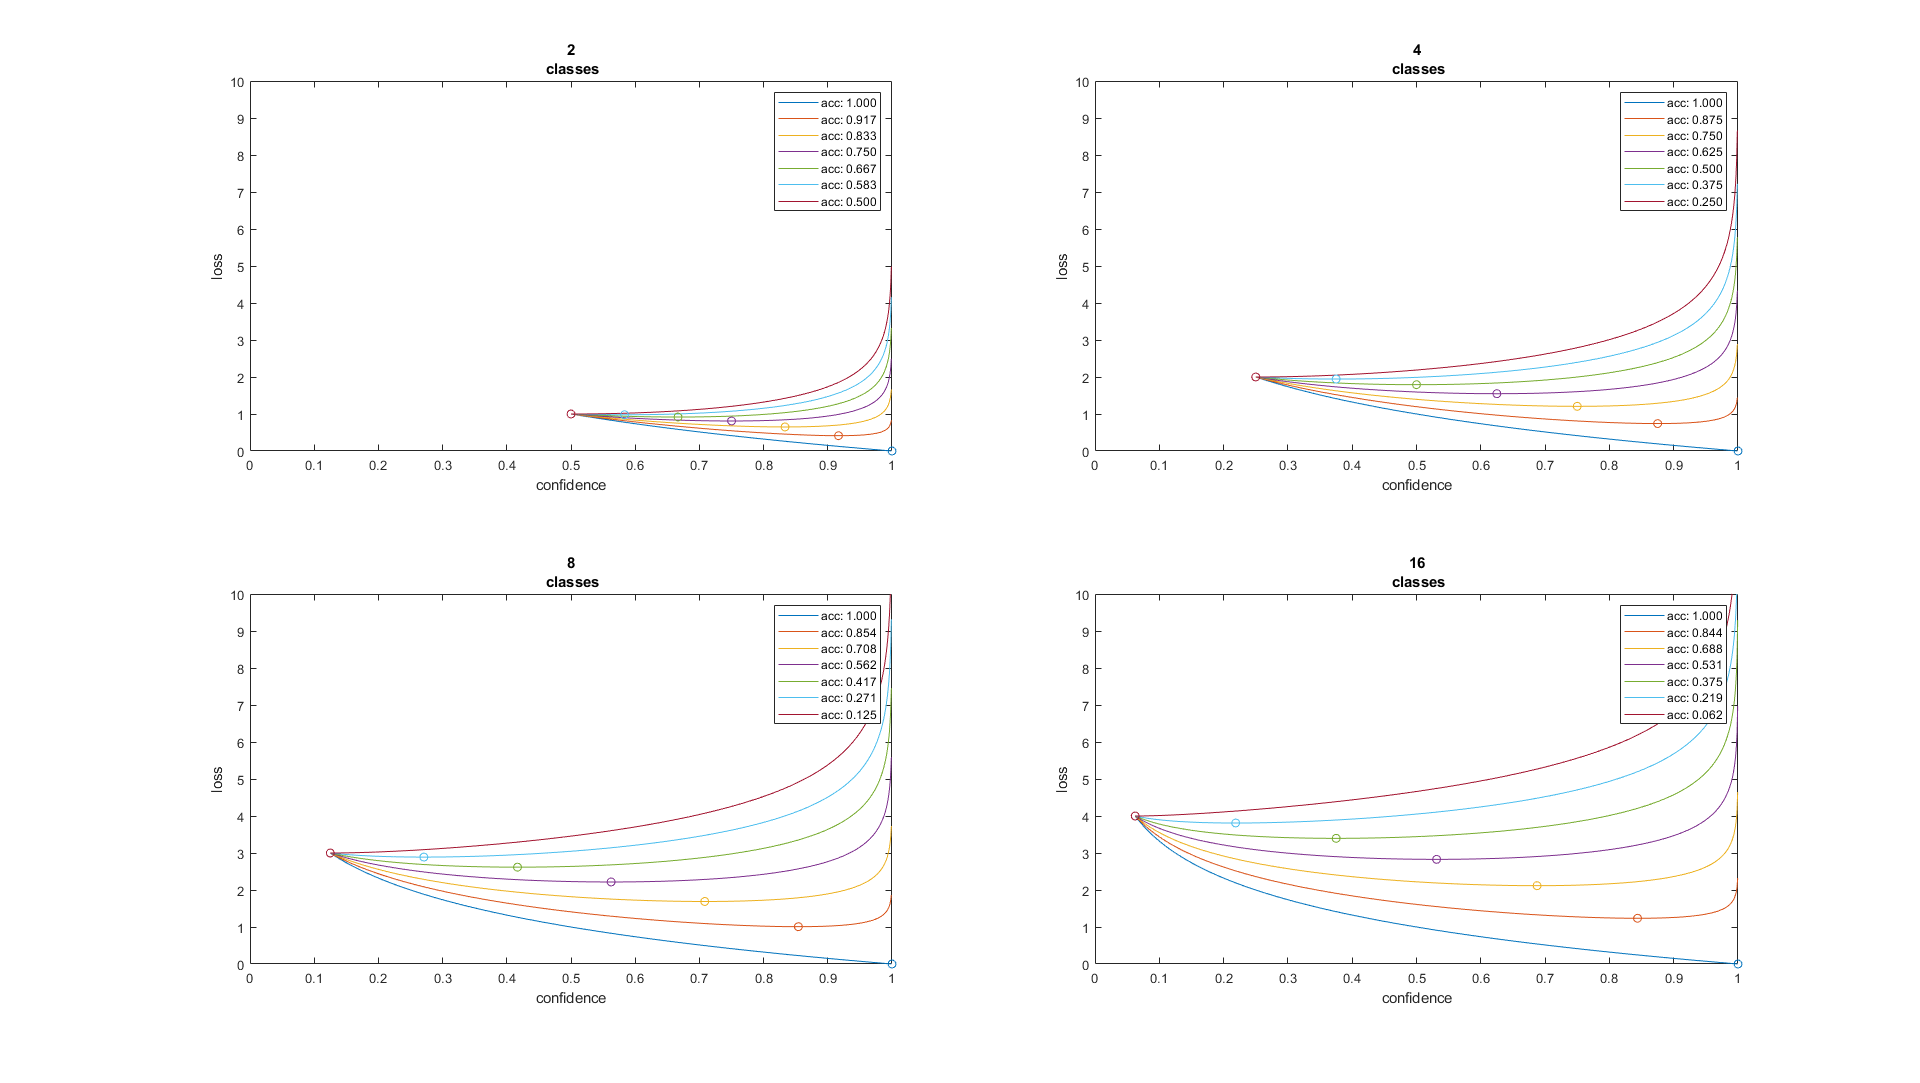 2
classes
10
9
8
7
6
5
4
3
2
1
0
loss
acc: 1.000
acc: 0.917
acc: 0.833
acc: 0.750
acc: 0.667
acc: 0.583
acc: 0.500
0 0.1 0.2 0.3 0.4 0.5 0.6 0.7 0.8 0.9 1
confidence
4
classes
10
9
8
7
6
5
4
3
2
1
0
loss
acc: 1.000
acc: 0.875
acc: 0.750
acc: 0.625
acc: 0.500
acc: 0.375
acc: 0.250
0 0.1 0.2 0.3 0.4 0.5 0.6 0.7 0.8 0.9 1
confidence
8
classes
10
9
8
7
6
5
4
3
2
1
0
loss
acc: 1.000
acc: 0.854
acc: 0.708
acc: 0.562
acc: 0.417
acc: 0.271
acc: 0.125
0 0.1 0.2 0.3 0.4 0.5 0.6 0.7 0.8 0.9 1
confidence
16
classes
10
9
8
7
6
5
4
3
2
1
0
loss
acc: 1.000
acc: 0.844
acc: 0.688
acc: 0.531
acc: 0.375
acc: 0.219
acc: 0.062
0 0.1 0.2 0.3 0.4 0.5 0.6 0.7 0.8 0.9 1
confidence